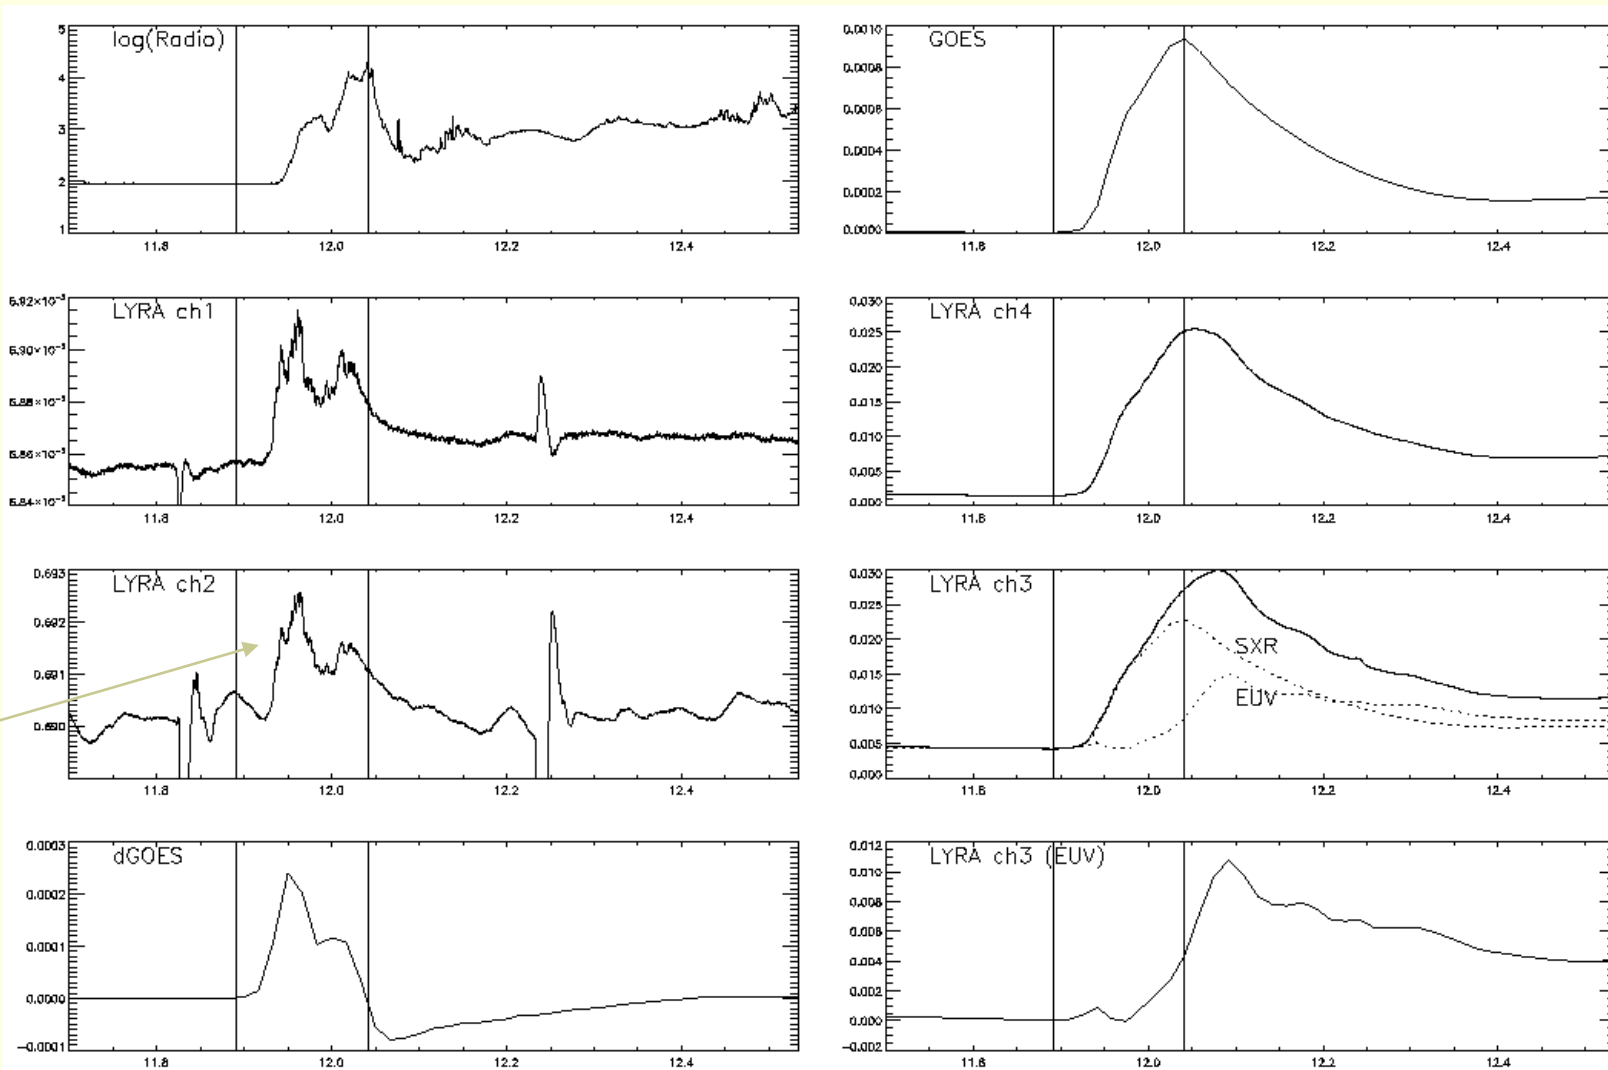 log(Radio)
5
4
3
2
1
11.8 12.0 12.2 12.4
GOES
0.0010
0.0008
0.0006
0.0004
0.0002
0.0000
11.8 12.0 12.2 12.4
LYRA ch1
11.8 12.0 12.2 12.4
LYRA ch4
0.030
0.025
0.020
0.015
0.010
0.005
0.000
11.8 12.0 12.2 12.4
LYRA ch2
0.693
0.692
0.691
0.690
11.8 12.0 12.2 12.4
LYRA ch3
0.030
0.025
0.020
0.015
0.010
0.005
0.000
SXR
EUV
11.8 12.0 12.2 12.4
dGOES
0.0003
0.0002
0.0001
0.0000
-0.0001
11.8 12.0 12.2 12.4
LYRA ch3 (EUV)
0.012
0.010
0.008
0.006
0.004
0.002
0.000
-0.002
11.8 12.0 12.2 12.4